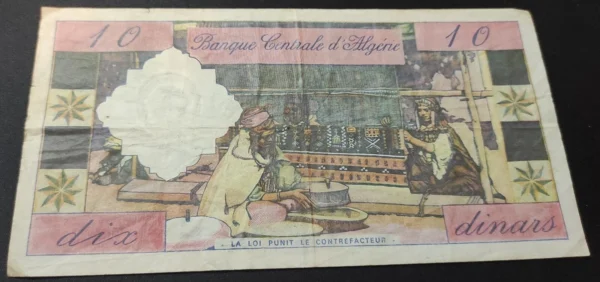 10 Banque Centrale d'Algérie 10
dix dinars
- LA LOI PUNIT LE CONTREFACTEUR -